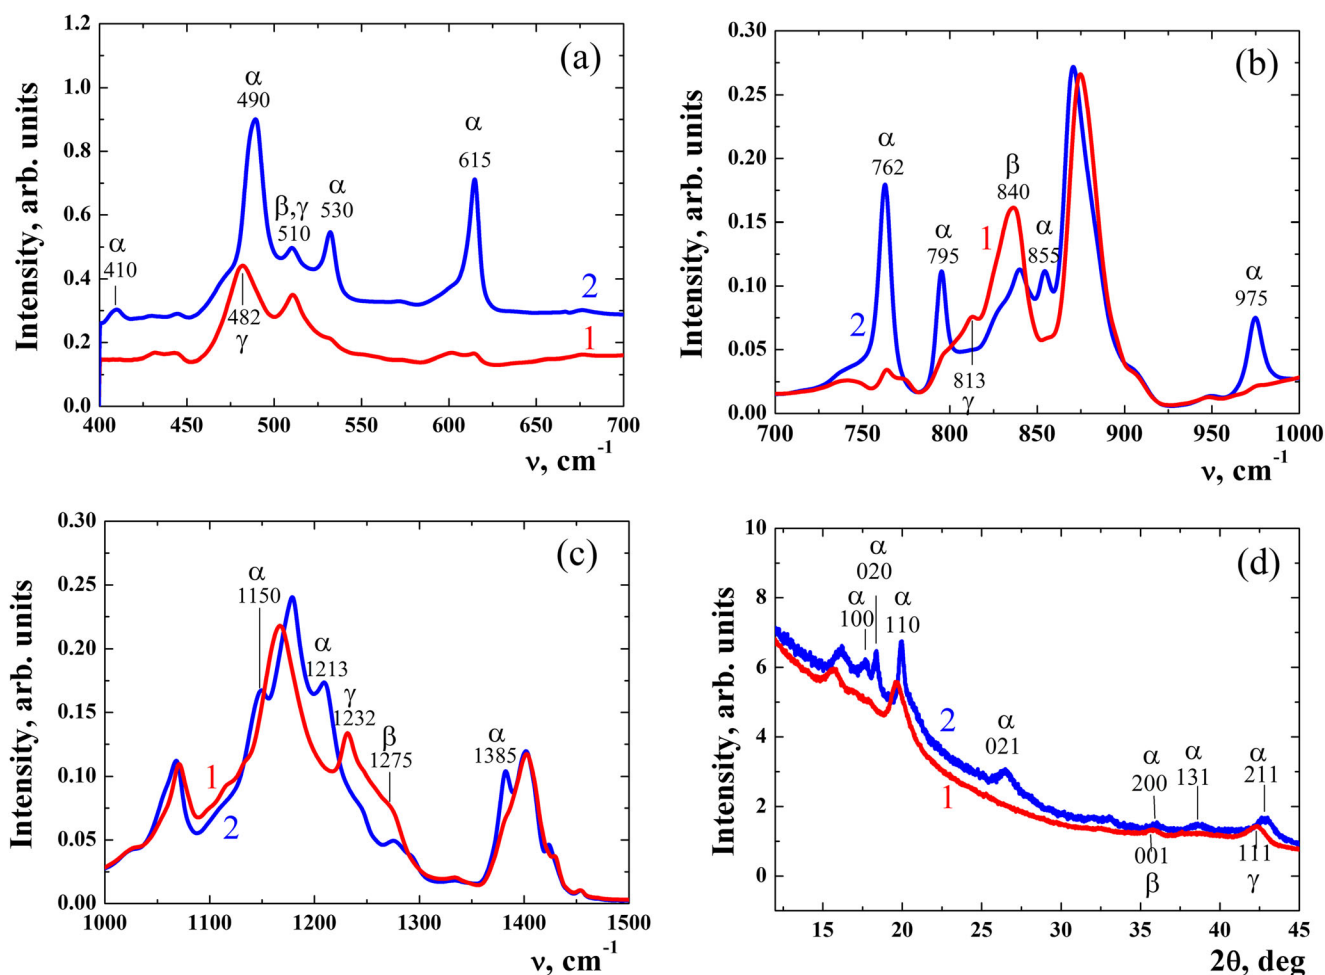 (a)
Intensity, arb. units
1.2
1.0
0.8
0.6
0.4
0.2
0.0
α
410
α
490
β,γ
510
α
530
α
615
482
γ
2
1
400 450 500 550 600 650 700
ν, cm-1
(b)
Intensity, arb. units
0.30
0.25
0.20
0.15
0.10
0.05
0.00
α
762
α
795
β
840
α
855
α
975
1
2
813
γ
700 750 800 850 900 950 1000
ν, cm-1
(c)
Intensity, arb. units
0.30
0.25
0.20
0.15
0.10
0.05
0.00
α
1150
α
1213
γ
1232
β
1275
α
1385
1
2
1000 1100 1200 1300 1400 1500
ν, cm-1
(d)
Intensity, arb. units
10
8
6
4
2
0
α
100
α
020
α
110
α
021
α
200
α
131
α
211
2
1
001
β
111
γ
15 20 25 30 35 40 45
2θ, deg